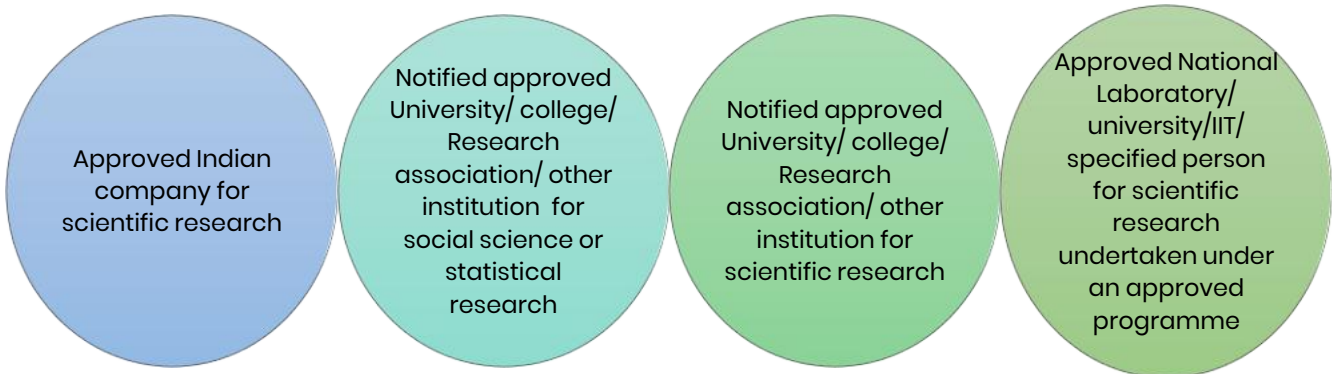 Approved Indian
company for
scientific research
Notified approved
University/ college/
Research
association/ other
institution for
social science or
statistical
research
Notified approved
University/ college/
Research
association/ other
institution for
scientific research
Approved National
Laboratory/
university/IIT/
specified person
for scientific
research
undertaken under
an approved
programme